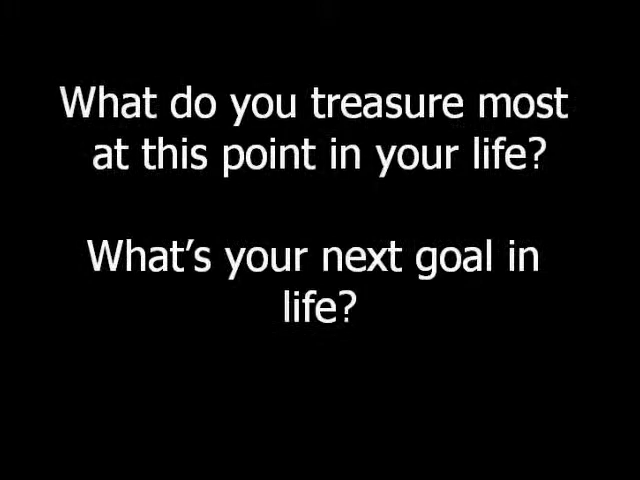 What do you treasure most
at this point in your life?
What’s your next goal in
life?